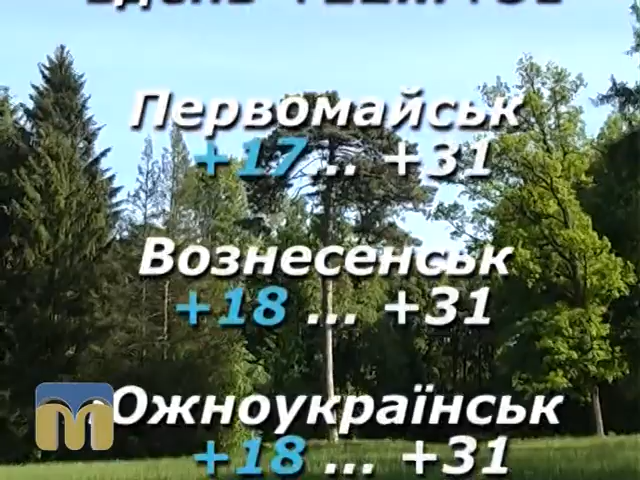 Первомайськ
+17... +31
Вознесенськ
+18 ... +31
Южноукраїнськ
+18 ... +31